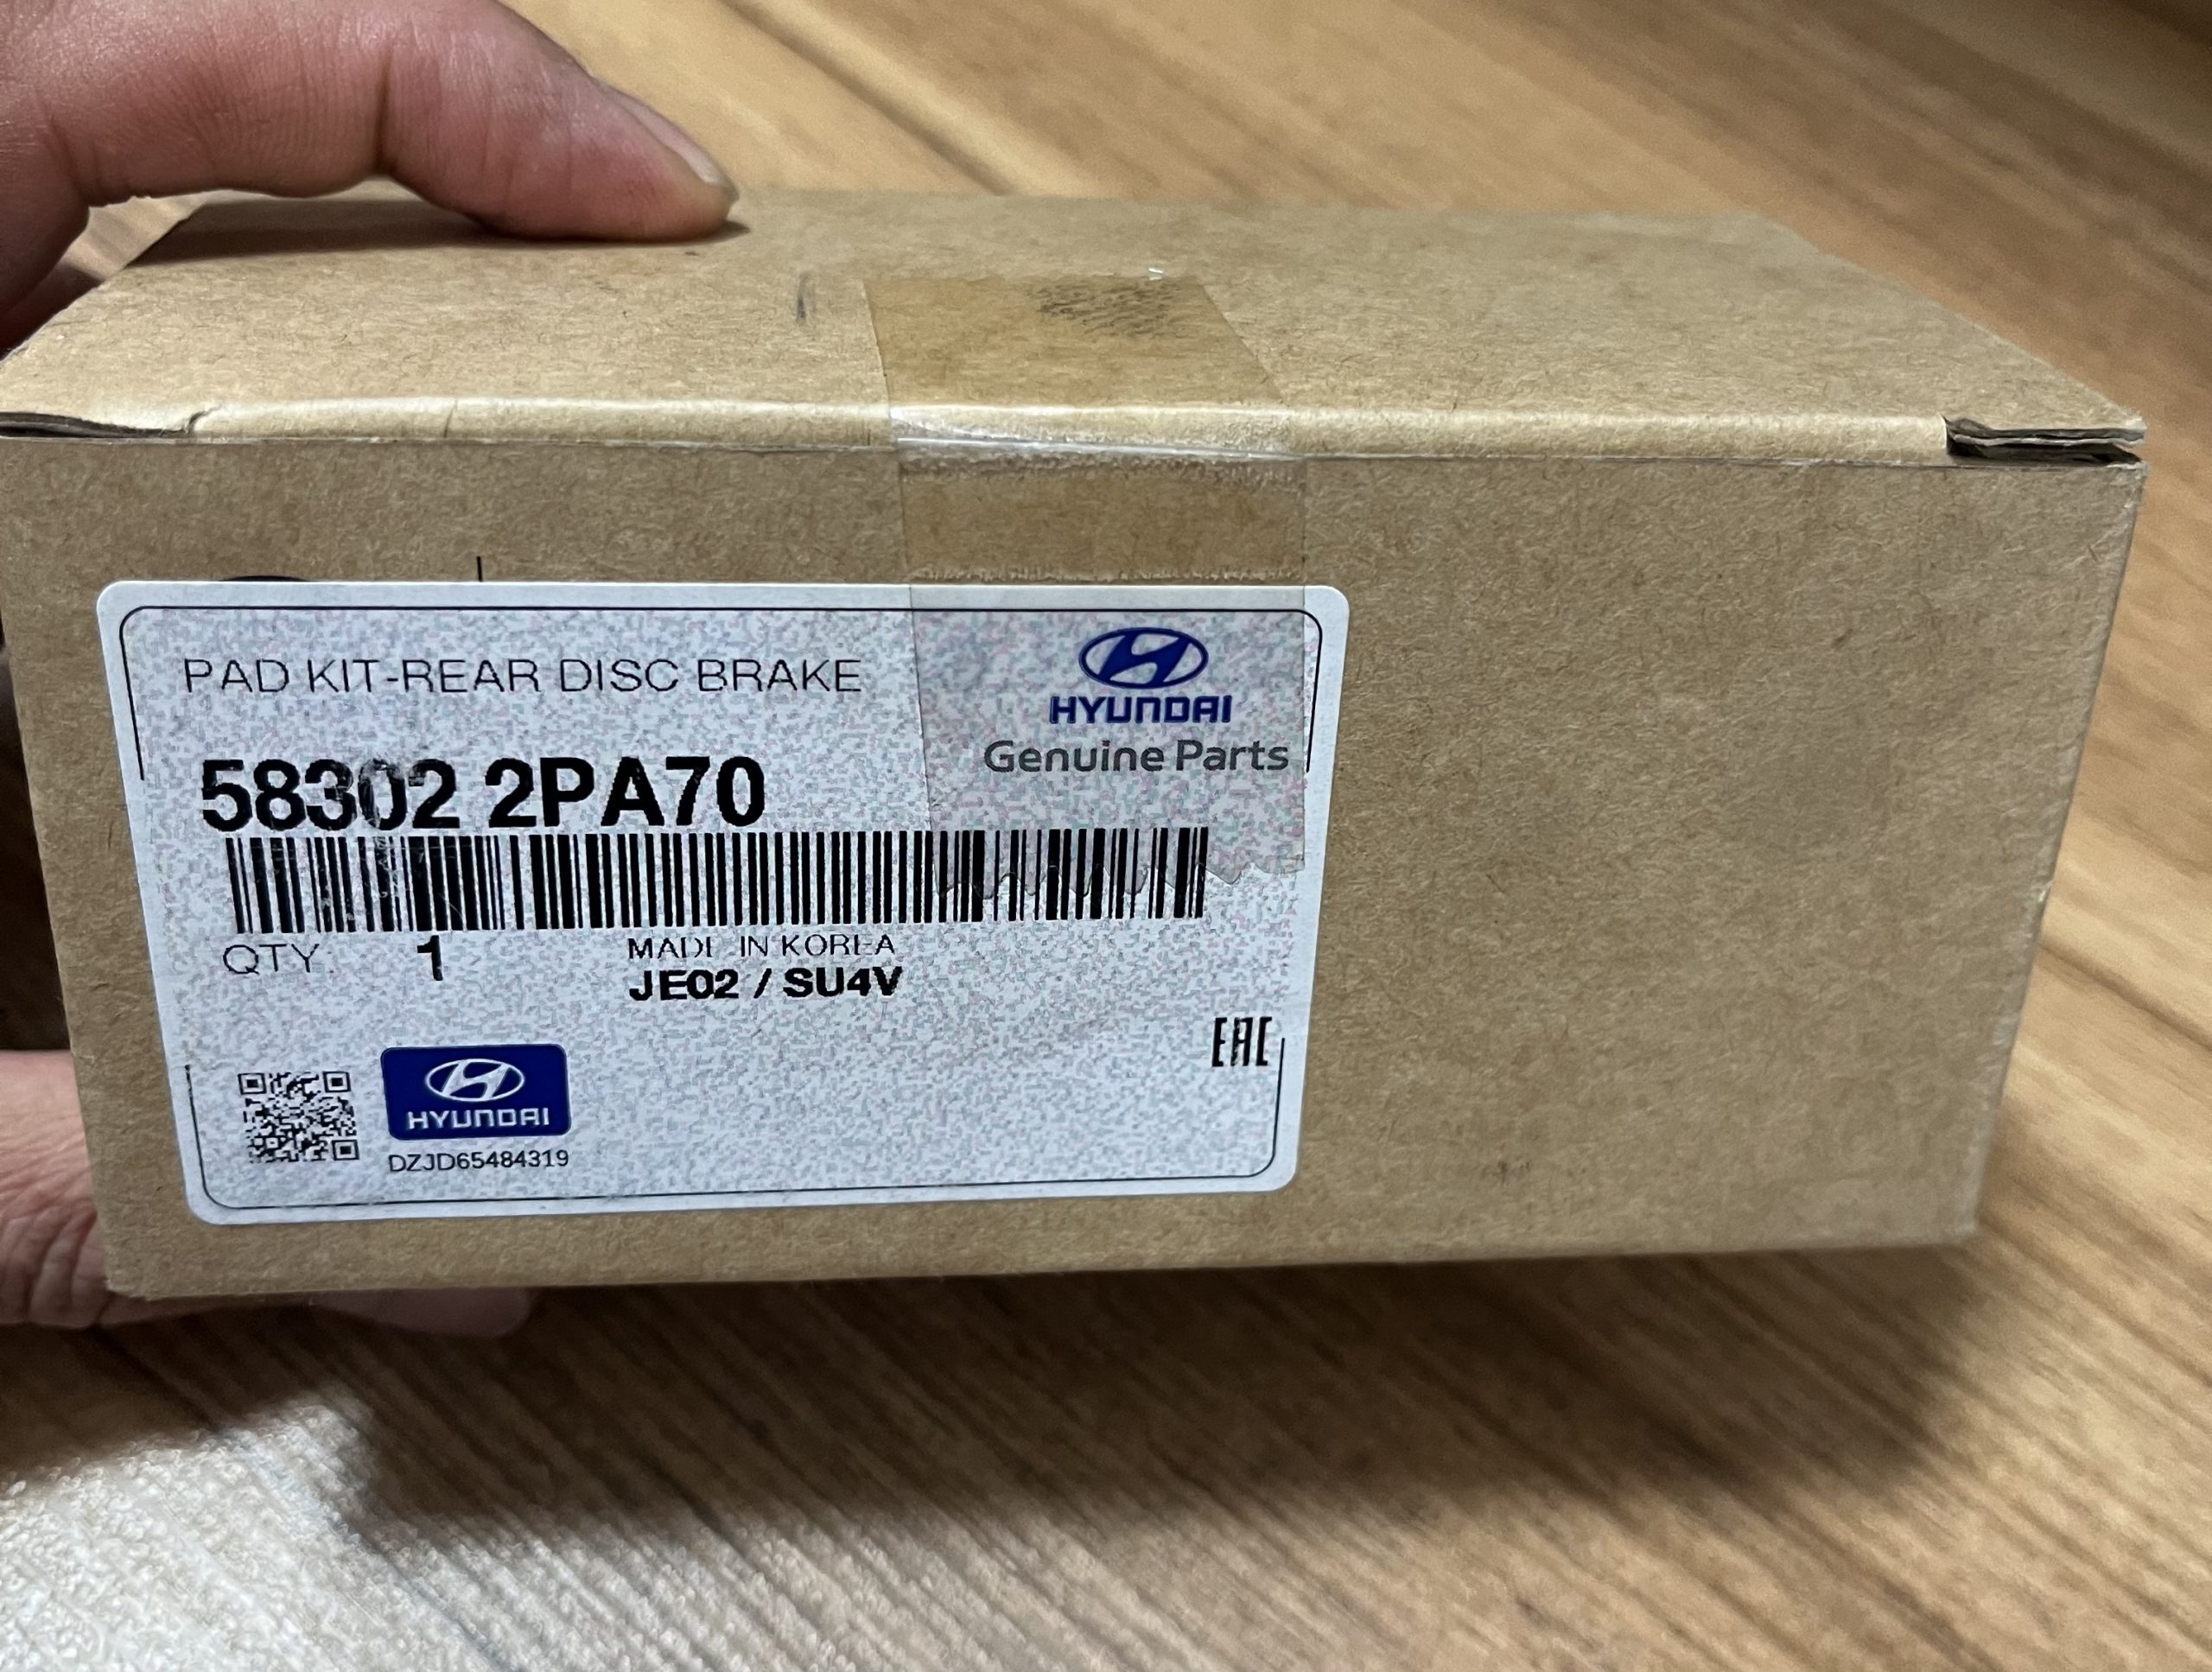 PAD KIT-REAR DISC BRAKE
HYUNDAI
Genuine Parts
58302 2PA70
QTY. 1
MADE IN KOREA
JE02 / SU4V
EAC
HYUNDAI
DZJD65484319